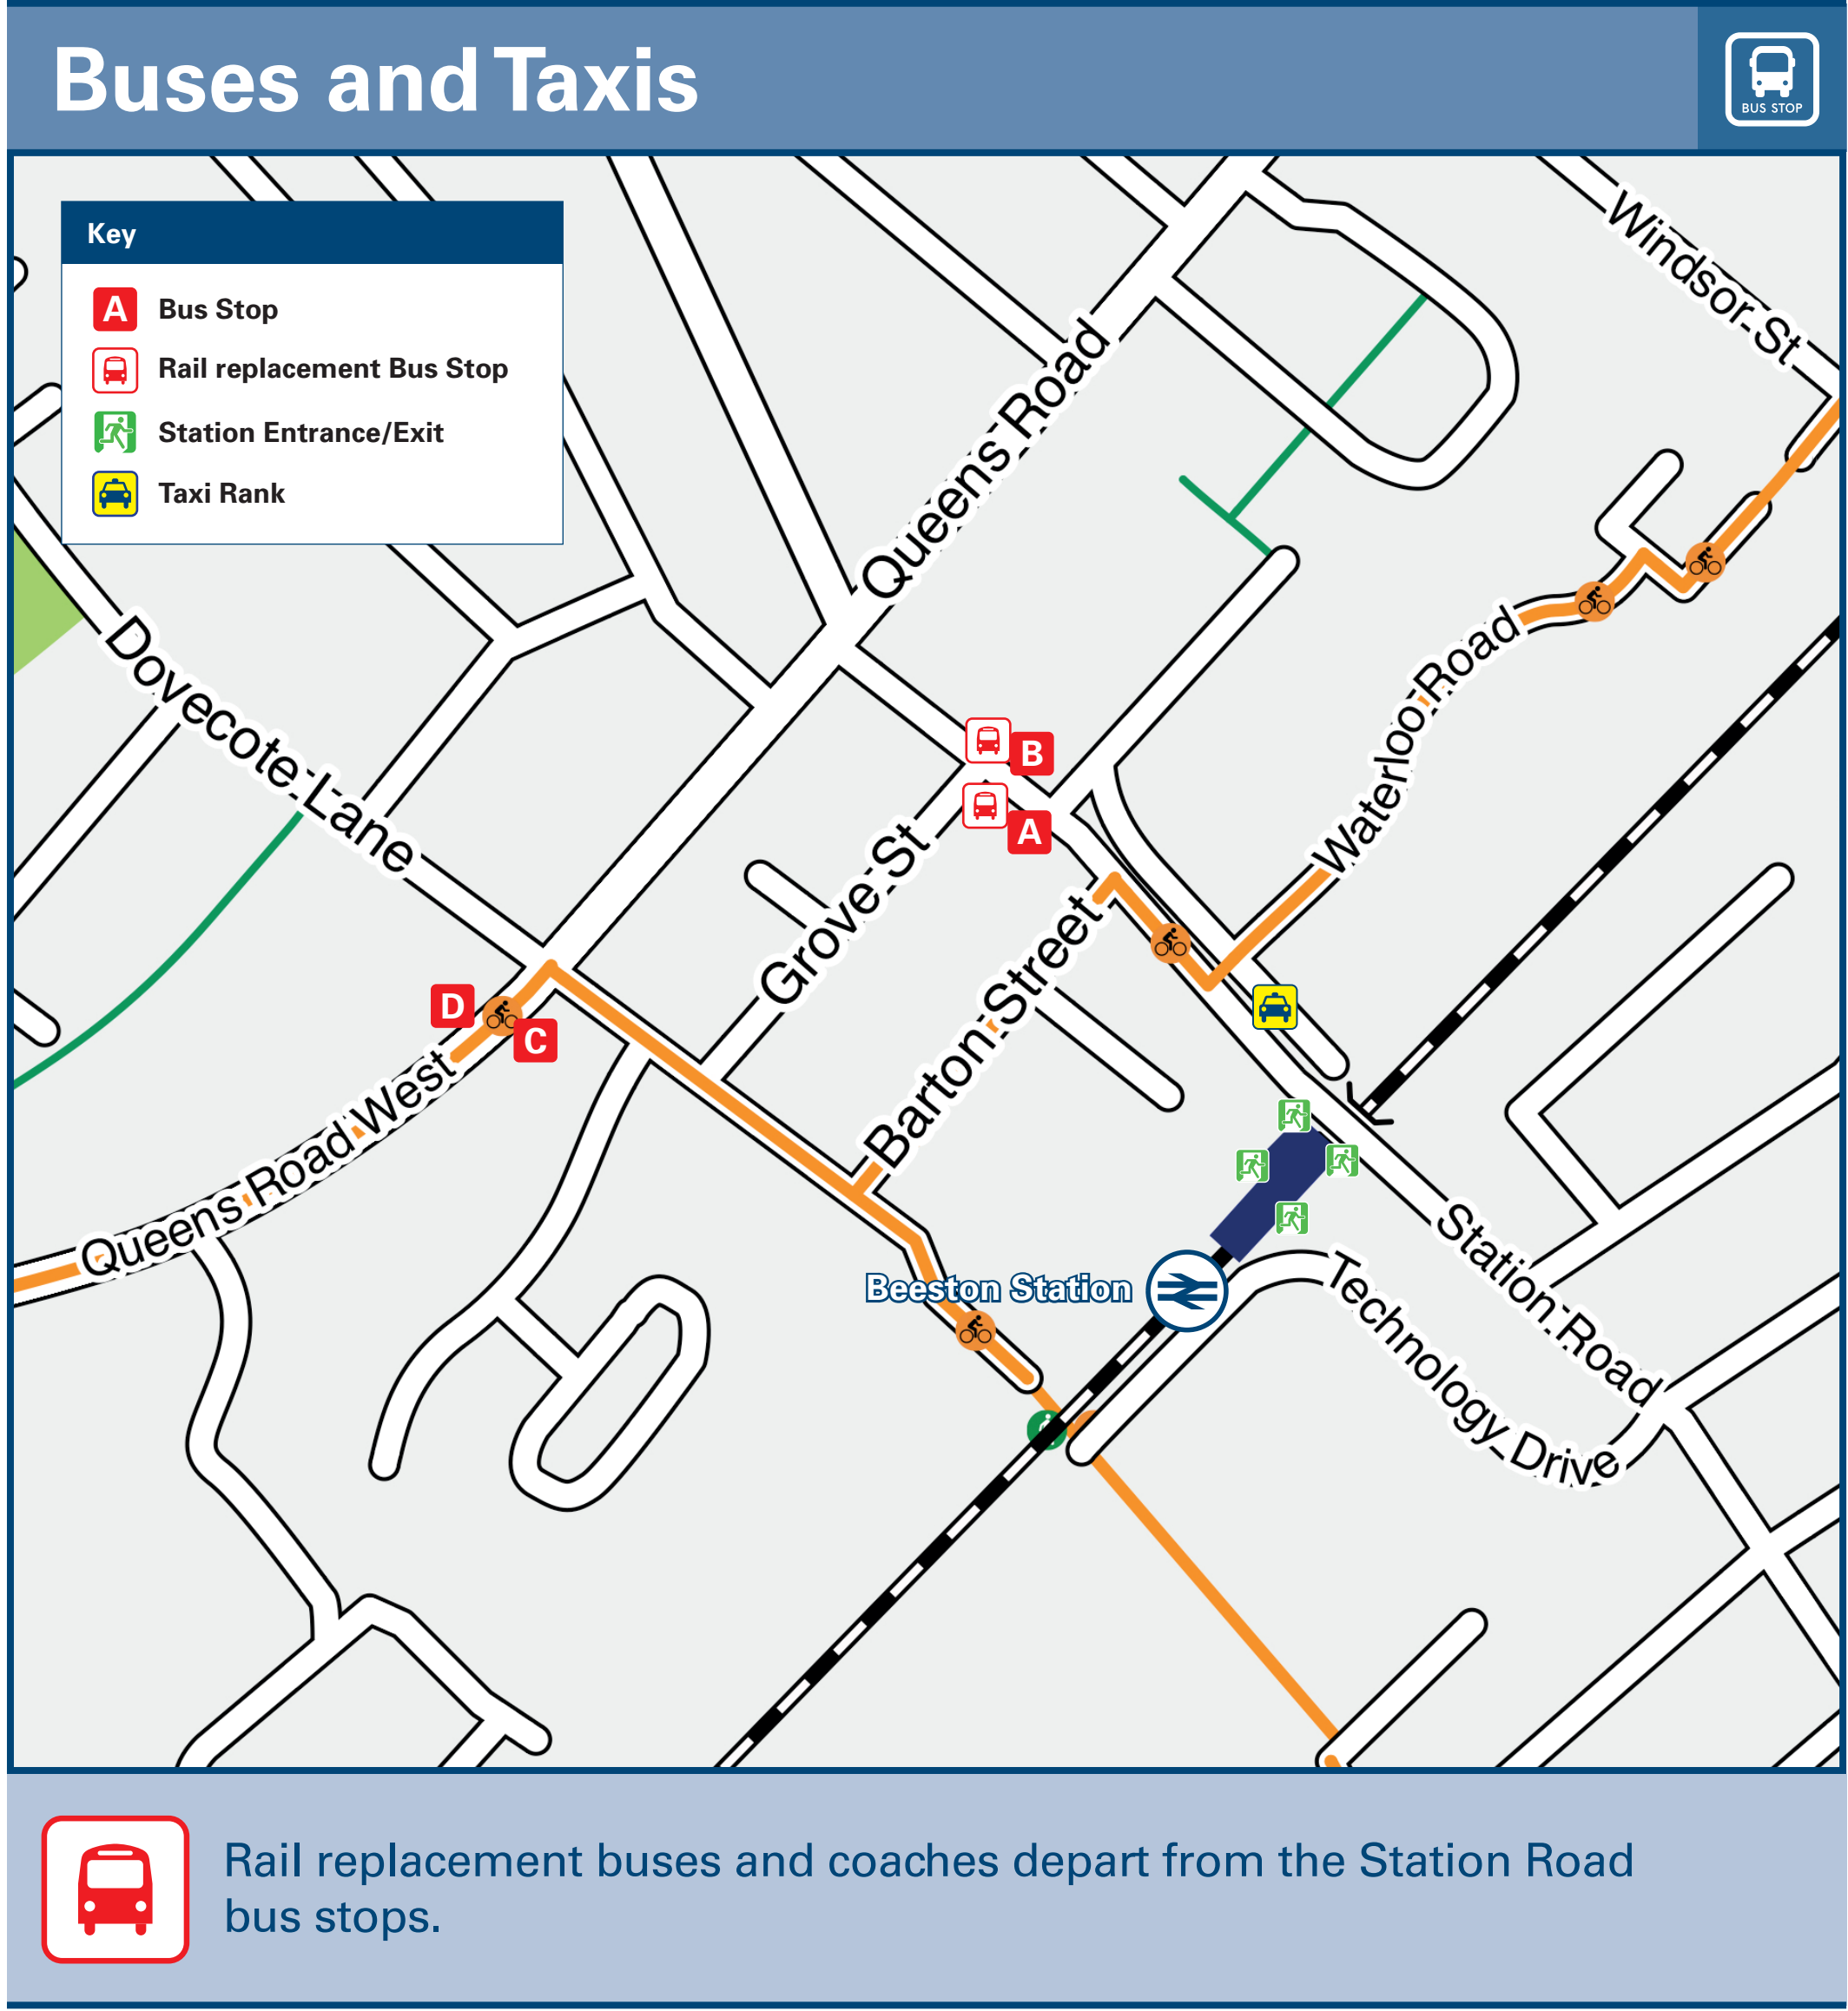 Buses and Taxis
BUS STOP
Key
A Bus Stop
Rail replacement Bus Stop
Station Entrance/Exit
Taxi Rank
Windsor St
Queens Road
Dovecote Lane
Waterloo Road
B
A
Grove St
Barton Street
D
C
Queens Road West
Station Road
Beeston Station
Technology Drive
Rail replacement buses and coaches depart from the Station Road
bus stops.